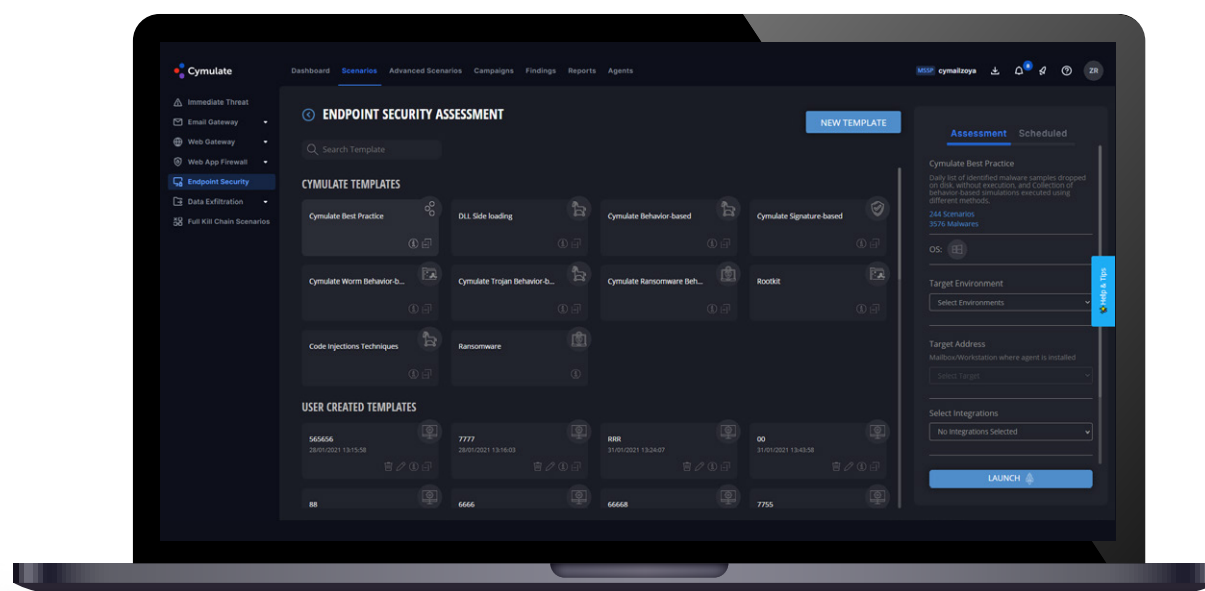 Cymulate
Dashboard Scenarios Advanced Scenarios Campaigns Findings Reports Agents
MSSP cymailzoya
ZR
Immediate Threat
Email Gateway
Web Gateway
Web App Firewall
Endpoint Security
Data Exfiltration
Full Kill Chain Scenarios
ENDPOINT SECURITY ASSESSMENT
NEW TEMPLATE
Search Template
CYMULATE TEMPLATES
Cymulate Best Practice
DLL Side loading
Cymulate Behavior-based
Cymulate Signature-based
Cymulate Worm Behavior-b...
Cymulate Trojan Behavior-b...
Cymulate Ransomware Beh...
Rootkit
Code Injections Techniques
Ransomware
USER CREATED TEMPLATES
565656
28/01/2021 13:15:58
7777
28/01/2021 13:16:03
RRR
31/01/2021 13:24:07
00
31/01/2021 13:43:58
88
6666
66668
7755
Assessment Scheduled
Cymulate Best Practice
Daily list of identified malware samples dropped
on disk, without execution, and Collection of
behavior-based simulations executed using
different methods.
244 Scenarios
3576 Malwares
OS:
Target Environment
Select Environments
Target Address
Mailbox/Workstation where agent is installed
Select Target
Select Integrations
No Integrations Selected
LAUNCH
Help & Tips